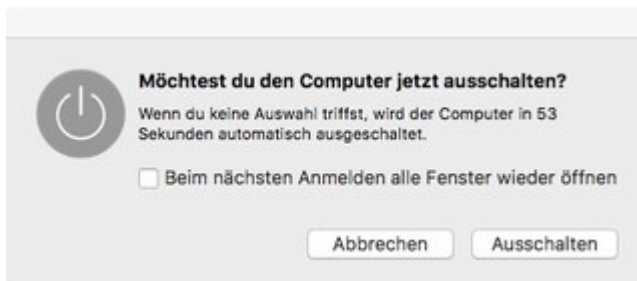 Möchtest du den Computer jetzt ausschalten?
Wenn du keine Auswahl triffst, wird der Computer in 53
Sekunden automatisch ausgeschaltet.
Beim nächsten Anmelden alle Fenster wieder öffnen
Abbrechen
Ausschalten